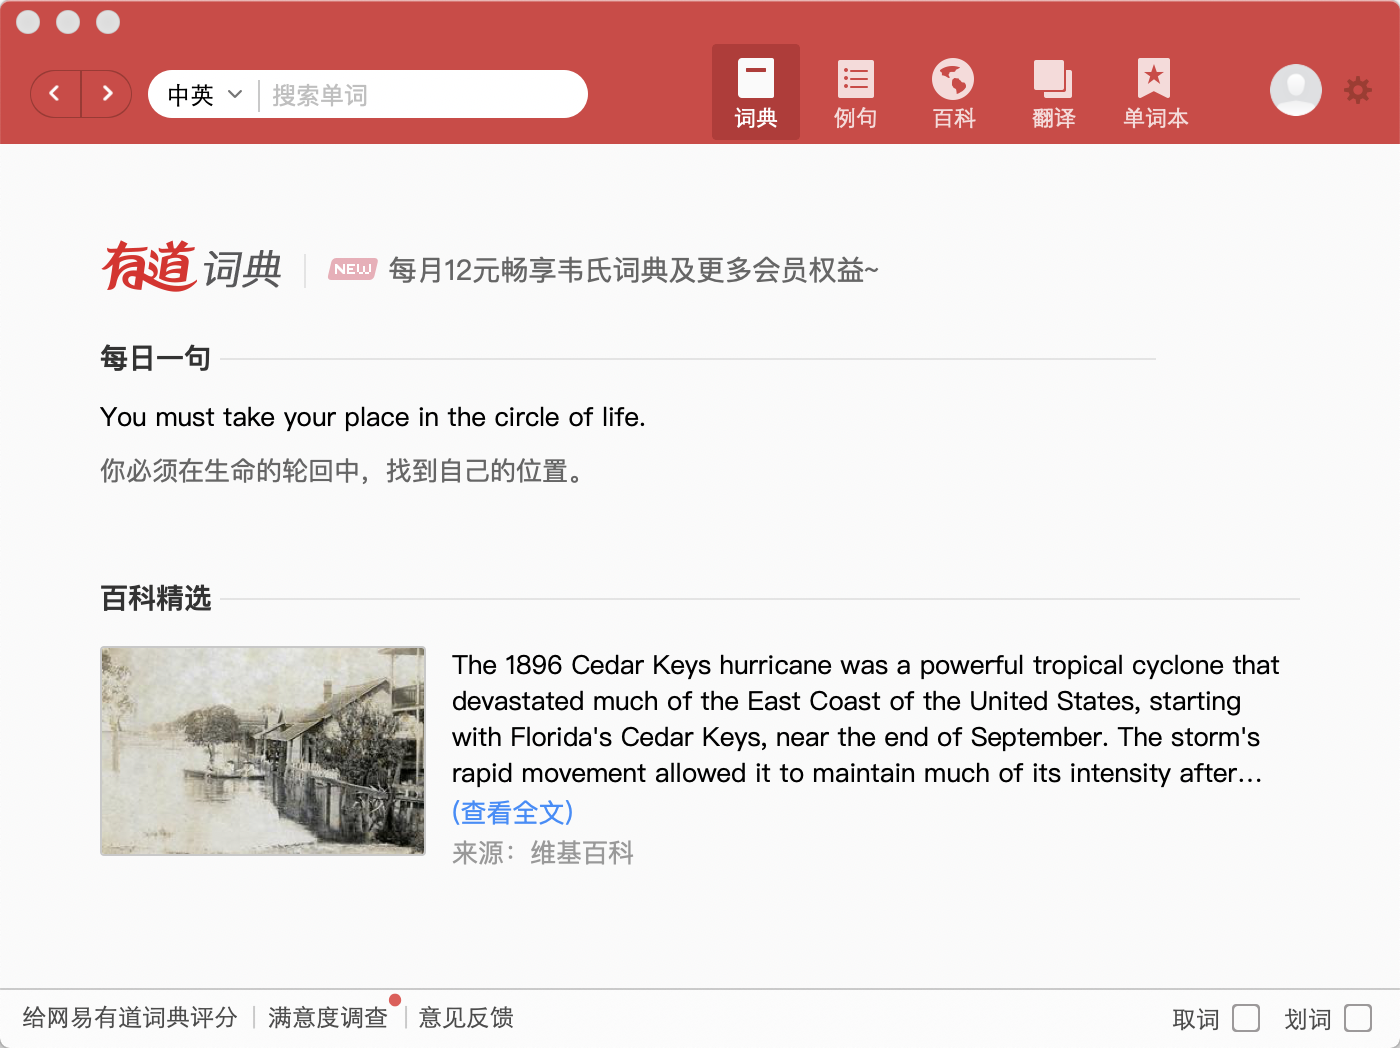 中英 搜索单词
词典 例句 百科 翻译 单词本
有道词典 NEW 每月12元畅享韦氏词典及更多会员权益~
每日一句
You must take your place in the circle of life.
你必须在生命的轮回中，找到自己的位置。
百科精选
The 1896 Cedar Keys hurricane was a powerful tropical cyclone that
devastated much of the East Coast of the United States, starting
with Florida's Cedar Keys, near the end of September. The storm's
rapid movement allowed it to maintain much of its intensity after...
(查看全文)
来源：维基百科
给网易有道词典评分 满意度调查 意见反馈 取词 划词